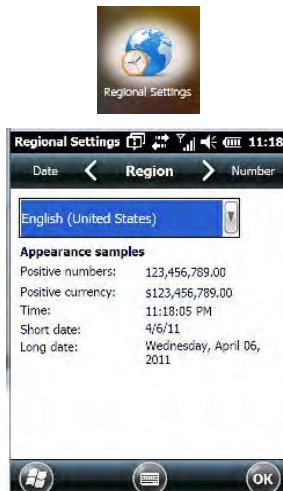 Regional Settings
Regional Settings 11:18
Date Region Number
English (United States)
Appearance samples
Positive numbers: 123,456,789.00
Positive currency: $123,456,789.00
Time: 11:18:05 PM
Short date: 4/6/11
Long date: Wednesday, April 06,
2011
OK